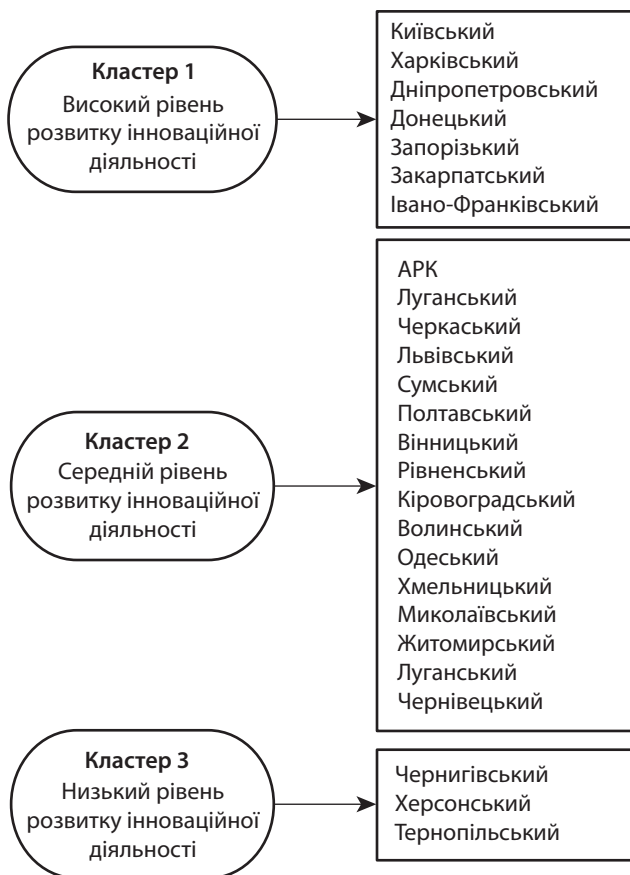 Кластер 1
Високий рівень
розвитку інноваційної
діяльності
Київський
Харківський
Дніпропетровський
Донецький
Запорізький
Закарпатський
Івано-Франківський
Кластер 2
Середній рівень
розвитку інноваційної
діяльності
АРК
Луганський
Черкаський
Львівський
Сумський
Полтавський
Вінницький
Рівненський
Кіровоградський
Волинський
Одеський
Хмельницький
Миколаївський
Житомирський
Луганський
Чернівецький
Кластер 3
Низький рівень
розвитку інноваційної
діяльності
Чернигівський
Херсонський
Тернопільський